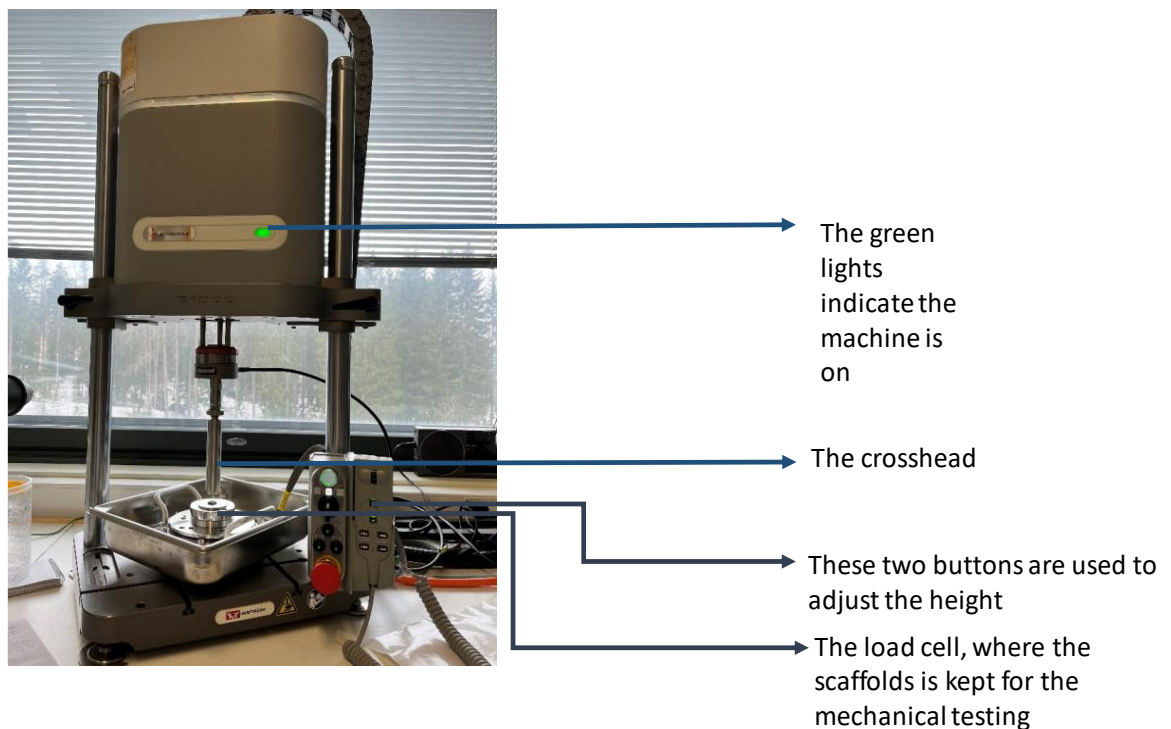 The green
lights
indicate the
machine is
on
The crosshead
These two buttons are used to
adjust the height
The load cell, where the
scaffolds is kept for the
mechanical testing